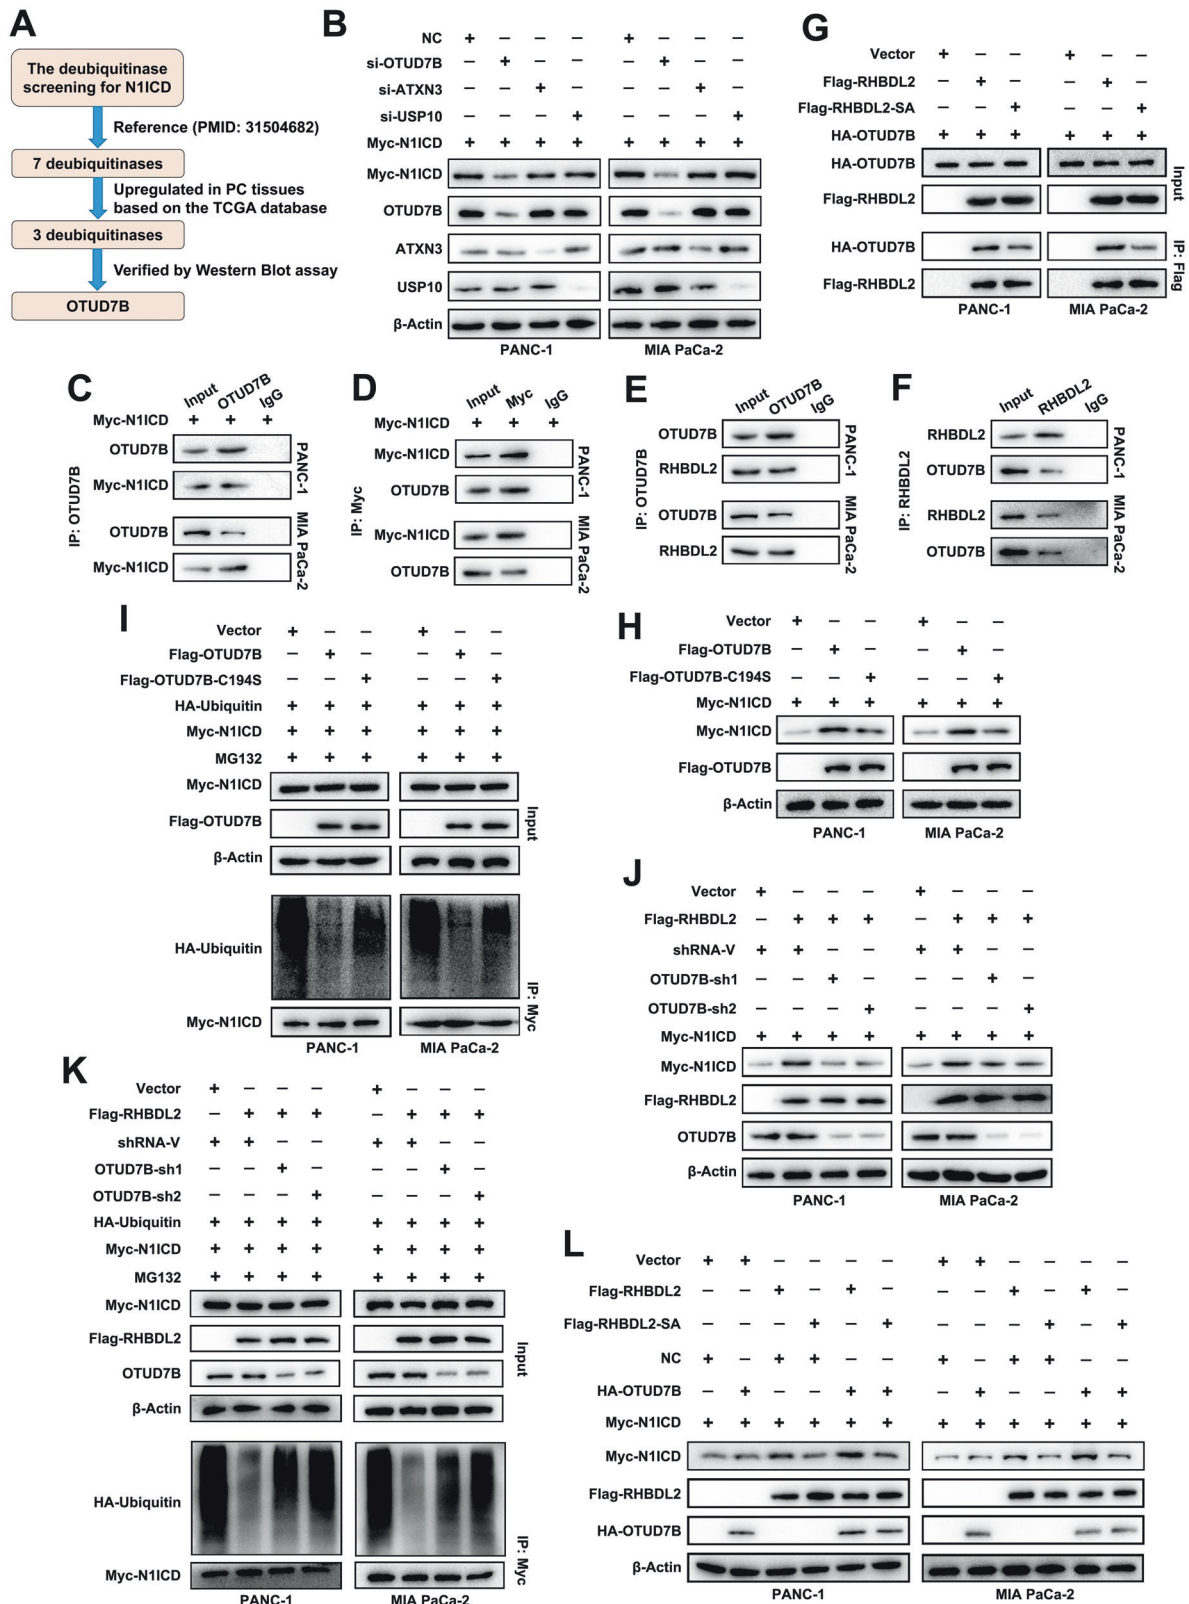 A
The deubiquitinase
screening for N1ICD
Reference (PMID: 31504682)
7 deubiquitinases
Upregulated in PC tissues
based on the TCGA database
3 deubiquitinases
Verified by Western Blot assay
OTUD7B
B
NC + − − − + − − −
si-OTUD7B − + − − − + − −
si-ATXN3 − − + − − − + −
si-USP10 − − − + − − − +
Myc-N1ICD + + + + + + + +
Myc-N1ICD
OTUD7B
ATXN3
USP10
β-Actin
PANC-1 MIA PaCa-2
G
Vector + − − + − −
Flag-RHBDL2 − + − − + −
Flag-RHBDL2-SA − − + − − +
HA-OTUD7B + + + + + +
HA-OTUD7B
Flag-RHBDL2
Input
HA-OTUD7B
Flag-RHBDL2
IP: Flag
PANC-1 MIA PaCa-2
C
Input OTUD7B IgG
Myc-N1ICD + + +
OTUD7B
Myc-N1ICD
PANC-1
OTUD7B
Myc-N1ICD
MIA PaCa-2
IP: OTUD7B
D
Input Myc IgG
Myc-N1ICD + + +
Myc-N1ICD
OTUD7B
PANC-1
Myc-N1ICD
OTUD7B
MIA PaCa-2
IP: Myc
E
Input OTUD7B IgG
OTUD7B
RHBDL2
PANC-1
OTUD7B
RHBDL2
MIA PaCa-2
IP: OTUD7B
F
Input RHBDL2 IgG
RHBDL2
OTUD7B
PANC-1
RHBDL2
OTUD7B
MIA PaCa-2
IP: RHBDL2
I
Vector + − − + − −
Flag-OTUD7B − + − − + −
Flag-OTUD7B-C194S − − + − − +
HA-Ubiquitin + + + + + +
Myc-N1ICD + + + + + +
MG132 + + + + + +
Myc-N1ICD
Flag-OTUD7B
β-Actin
Input
HA-Ubiquitin
Myc-N1ICD
IP: Myc
PANC-1 MIA PaCa-2
H
Vector + − − + − −
Flag-OTUD7B − + − − + −
Flag-OTUD7B-C194S − − + − − +
Myc-N1ICD + + + + + +
Myc-N1ICD
Flag-OTUD7B
β-Actin
PANC-1 MIA PaCa-2
J
Vector + − − − + − − −
Flag-RHBDL2 − + + + − + + +
shRNA-V + + − − + + − −
OTUD7B-sh1 − − + − − − + −
OTUD7B-sh2 − − − + − − − +
Myc-N1ICD + + + + + + + +
Myc-N1ICD
Flag-RHBDL2
OTUD7B
β-Actin
PANC-1 MIA PaCa-2
K
Vector + − − − + − − −
Flag-RHBDL2 − + + + − + + +
shRNA-V + + − − + + − −
OTUD7B-sh1 − − + − − − + −
OTUD7B-sh2 − − − + − − − +
HA-Ubiquitin + + + + + + + +
Myc-N1ICD + + + + + + + +
MG132 + + + + + + + +
Myc-N1ICD
Flag-RHBDL2
OTUD7B
β-Actin
Input
HA-Ubiquitin
Myc-N1ICD
IP: Myc
PANC-1 MIA PaCa-2
L
Vector + + − − − − + + − − − −
Flag-RHBDL2 − − + − + − − − + − + −
Flag-RHBDL2-SA − − − + − + − − − + − +
NC + − + + − − + − + + − −
HA-OTUD7B − + − − + + − + − − + +
Myc-N1ICD + + + + + + + + + + + +
Myc-N1ICD
Flag-RHBDL2
HA-OTUD7B
β-Actin
PANC-1 MIA PaCa-2